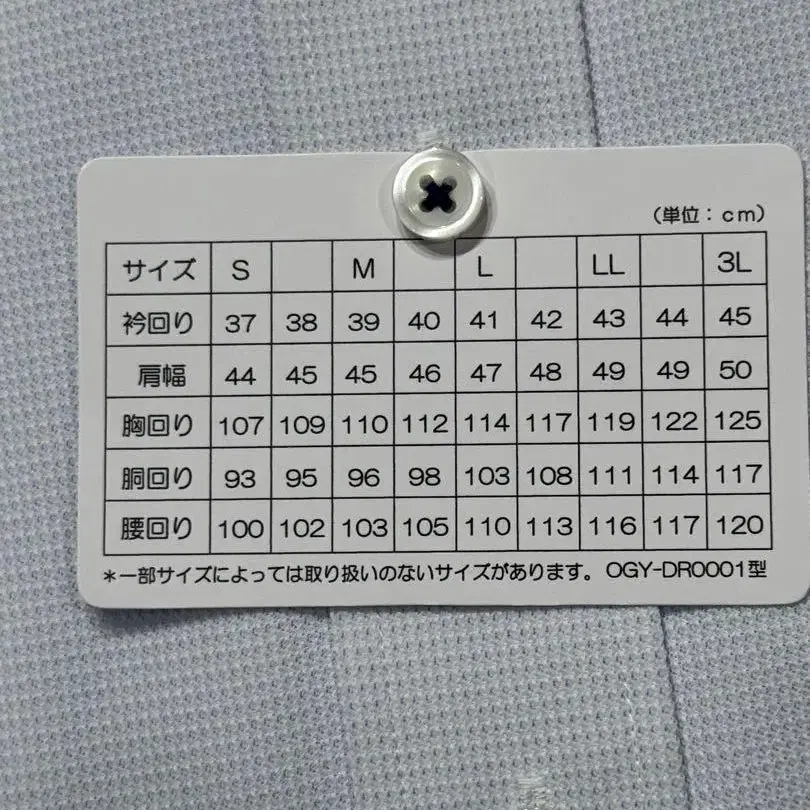 （単位：ｃｍ）
サイズ S M L LL 3L
衿回り 37 38 39 40 41 42 43 44 45
肩幅 44 45 45 46 47 48 49 49 50
胸回り 107 109 110 112 114 117 119 122 125
胴回り 93 95 96 98 103 108 111 114 117
腰回り 100 102 103 105 110 113 116 117 120
＊一部サイズによっては取り扱いのないサイズがあります。OGY-DR0001型